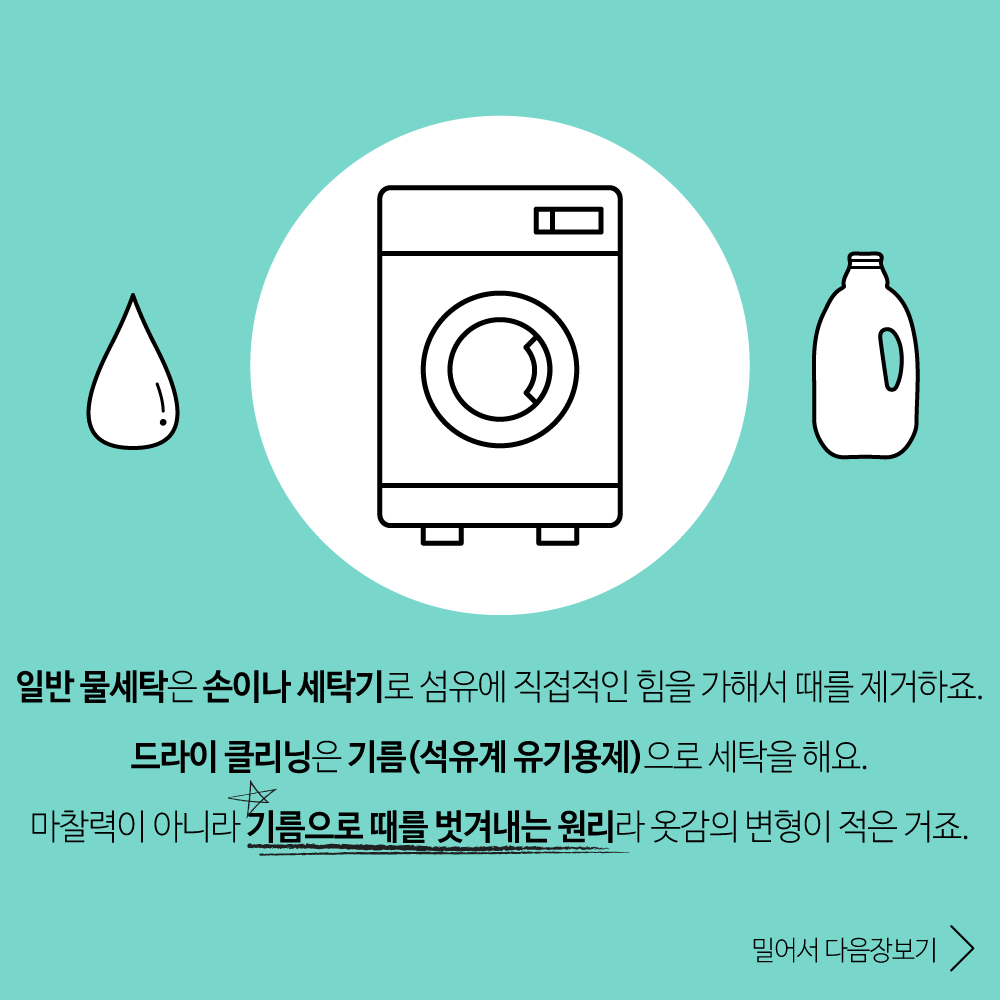 일반 물세탁은 손이나 세탁기로 섬유에 직접적인 힘을 가해서 때를 제거하죠.
드라이 클리닝은 기름(석유계 유기용제)으로 세탁을 해요.
마찰력이 아니라 기름으로 때를 벗겨내는 원리라 옷감의 변형이 적은 거죠.
밀어서 다음장보기